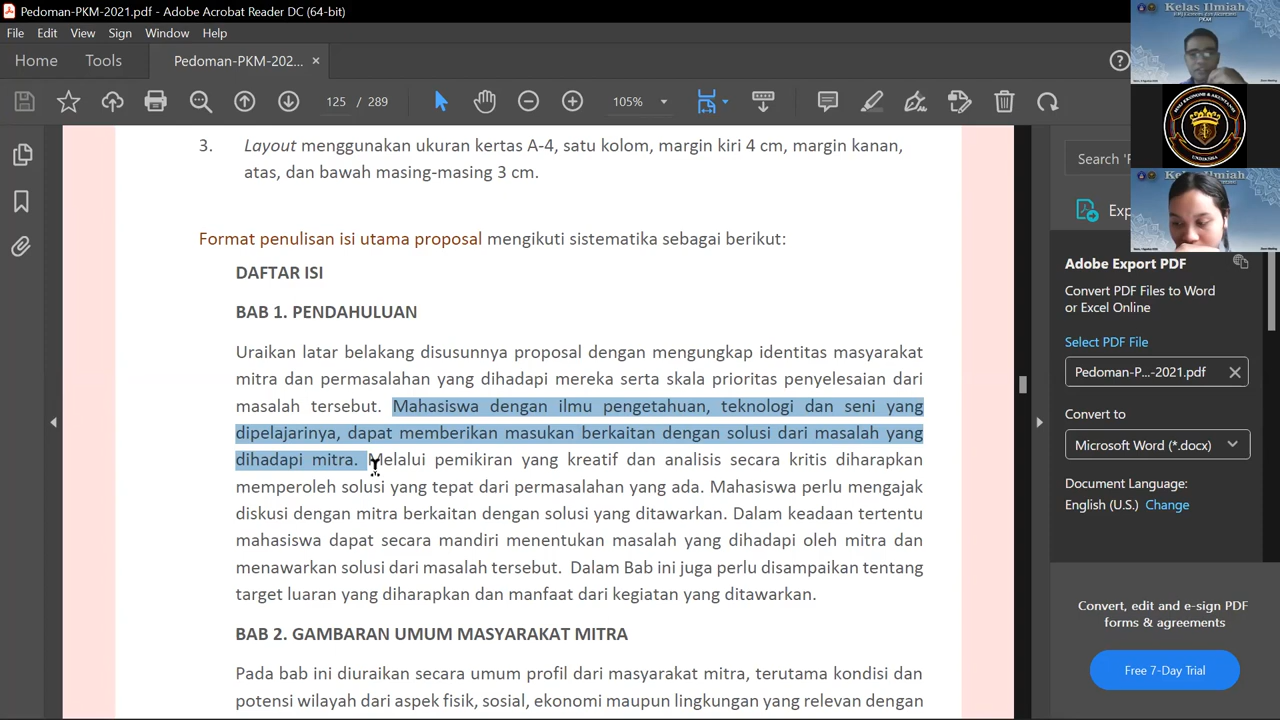 Pedoman-PKM-2021.pdf - Adobe Acrobat Reader DC (64-bit)
File Edit View Sign Window Help
Home Tools Pedoman-PKM-202... ×
125 / 289 105%
3. Layout menggunakan ukuran kertas A-4, satu kolom, margin kiri 4 cm, margin kanan,
atas, dan bawah masing-masing 3 cm.
Format penulisan isi utama proposal mengikuti sistematika sebagai berikut:
DAFTAR ISI
BAB 1. PENDAHULUAN
Uraikan latar belakang disusunnya proposal dengan mengungkap identitas masyarakat
mitra dan permasalahan yang dihadapi mereka serta skala prioritas penyelesaian dari
masalah tersebut. Mahasiswa dengan ilmu pengetahuan, teknologi dan seni yang
dipelajarinya, dapat memberikan masukan berkaitan dengan solusi dari masalah yang
dihadapi mitra. Melalui pemikiran yang kreatif dan analisis secara kritis diharapkan
memperoleh solusi yang tepat dari permasalahan yang ada. Mahasiswa perlu mengajak
diskusi dengan mitra berkaitan dengan solusi yang ditawarkan. Dalam keadaan tertentu
mahasiswa dapat secara mandiri menentukan masalah yang dihadapi oleh mitra dan
menawarkan solusi dari masalah tersebut. Dalam Bab ini juga perlu disampaikan tentang
target luaran yang diharapkan dan manfaat dari kegiatan yang ditawarkan.
BAB 2. GAMBARAN UMUM MASYARAKAT MITRA
Pada bab ini diuraikan secara umum profil dari masyarakat mitra, terutama kondisi dan
potensi wilayah dari aspek fisik, sosial, ekonomi maupun lingkungan yang relevan dengan
Kelas Ilmiah
PKM
UNDIKSHA
Kelas Ilmiah
Search 'R
Exp
Adobe Export PDF
Convert PDF Files to Word
or Excel Online
Select PDF File
Pedoman-P...-2021.pdf
Convert to
Microsoft Word (*.docx)
Document Language:
English (U.S.) Change
Convert, edit and e-sign PDF
forms & agreements
Free 7-Day Trial